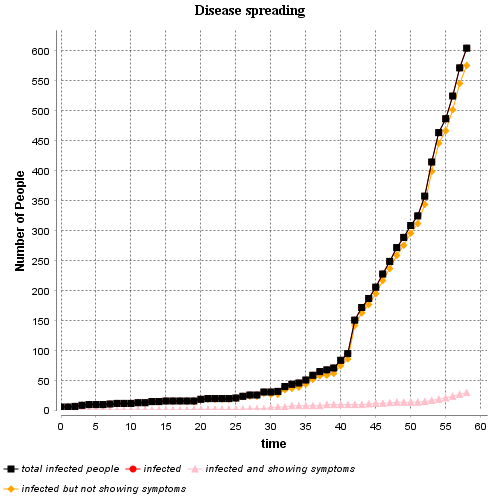 Disease spreading
Number of People
600
550
500
450
400
350
300
250
200
150
100
50
0
0 5 10 15 20 25 30 35 40 45 50 55 60
time
total infected people infected infected and showing symptoms
infected but not showing symptoms